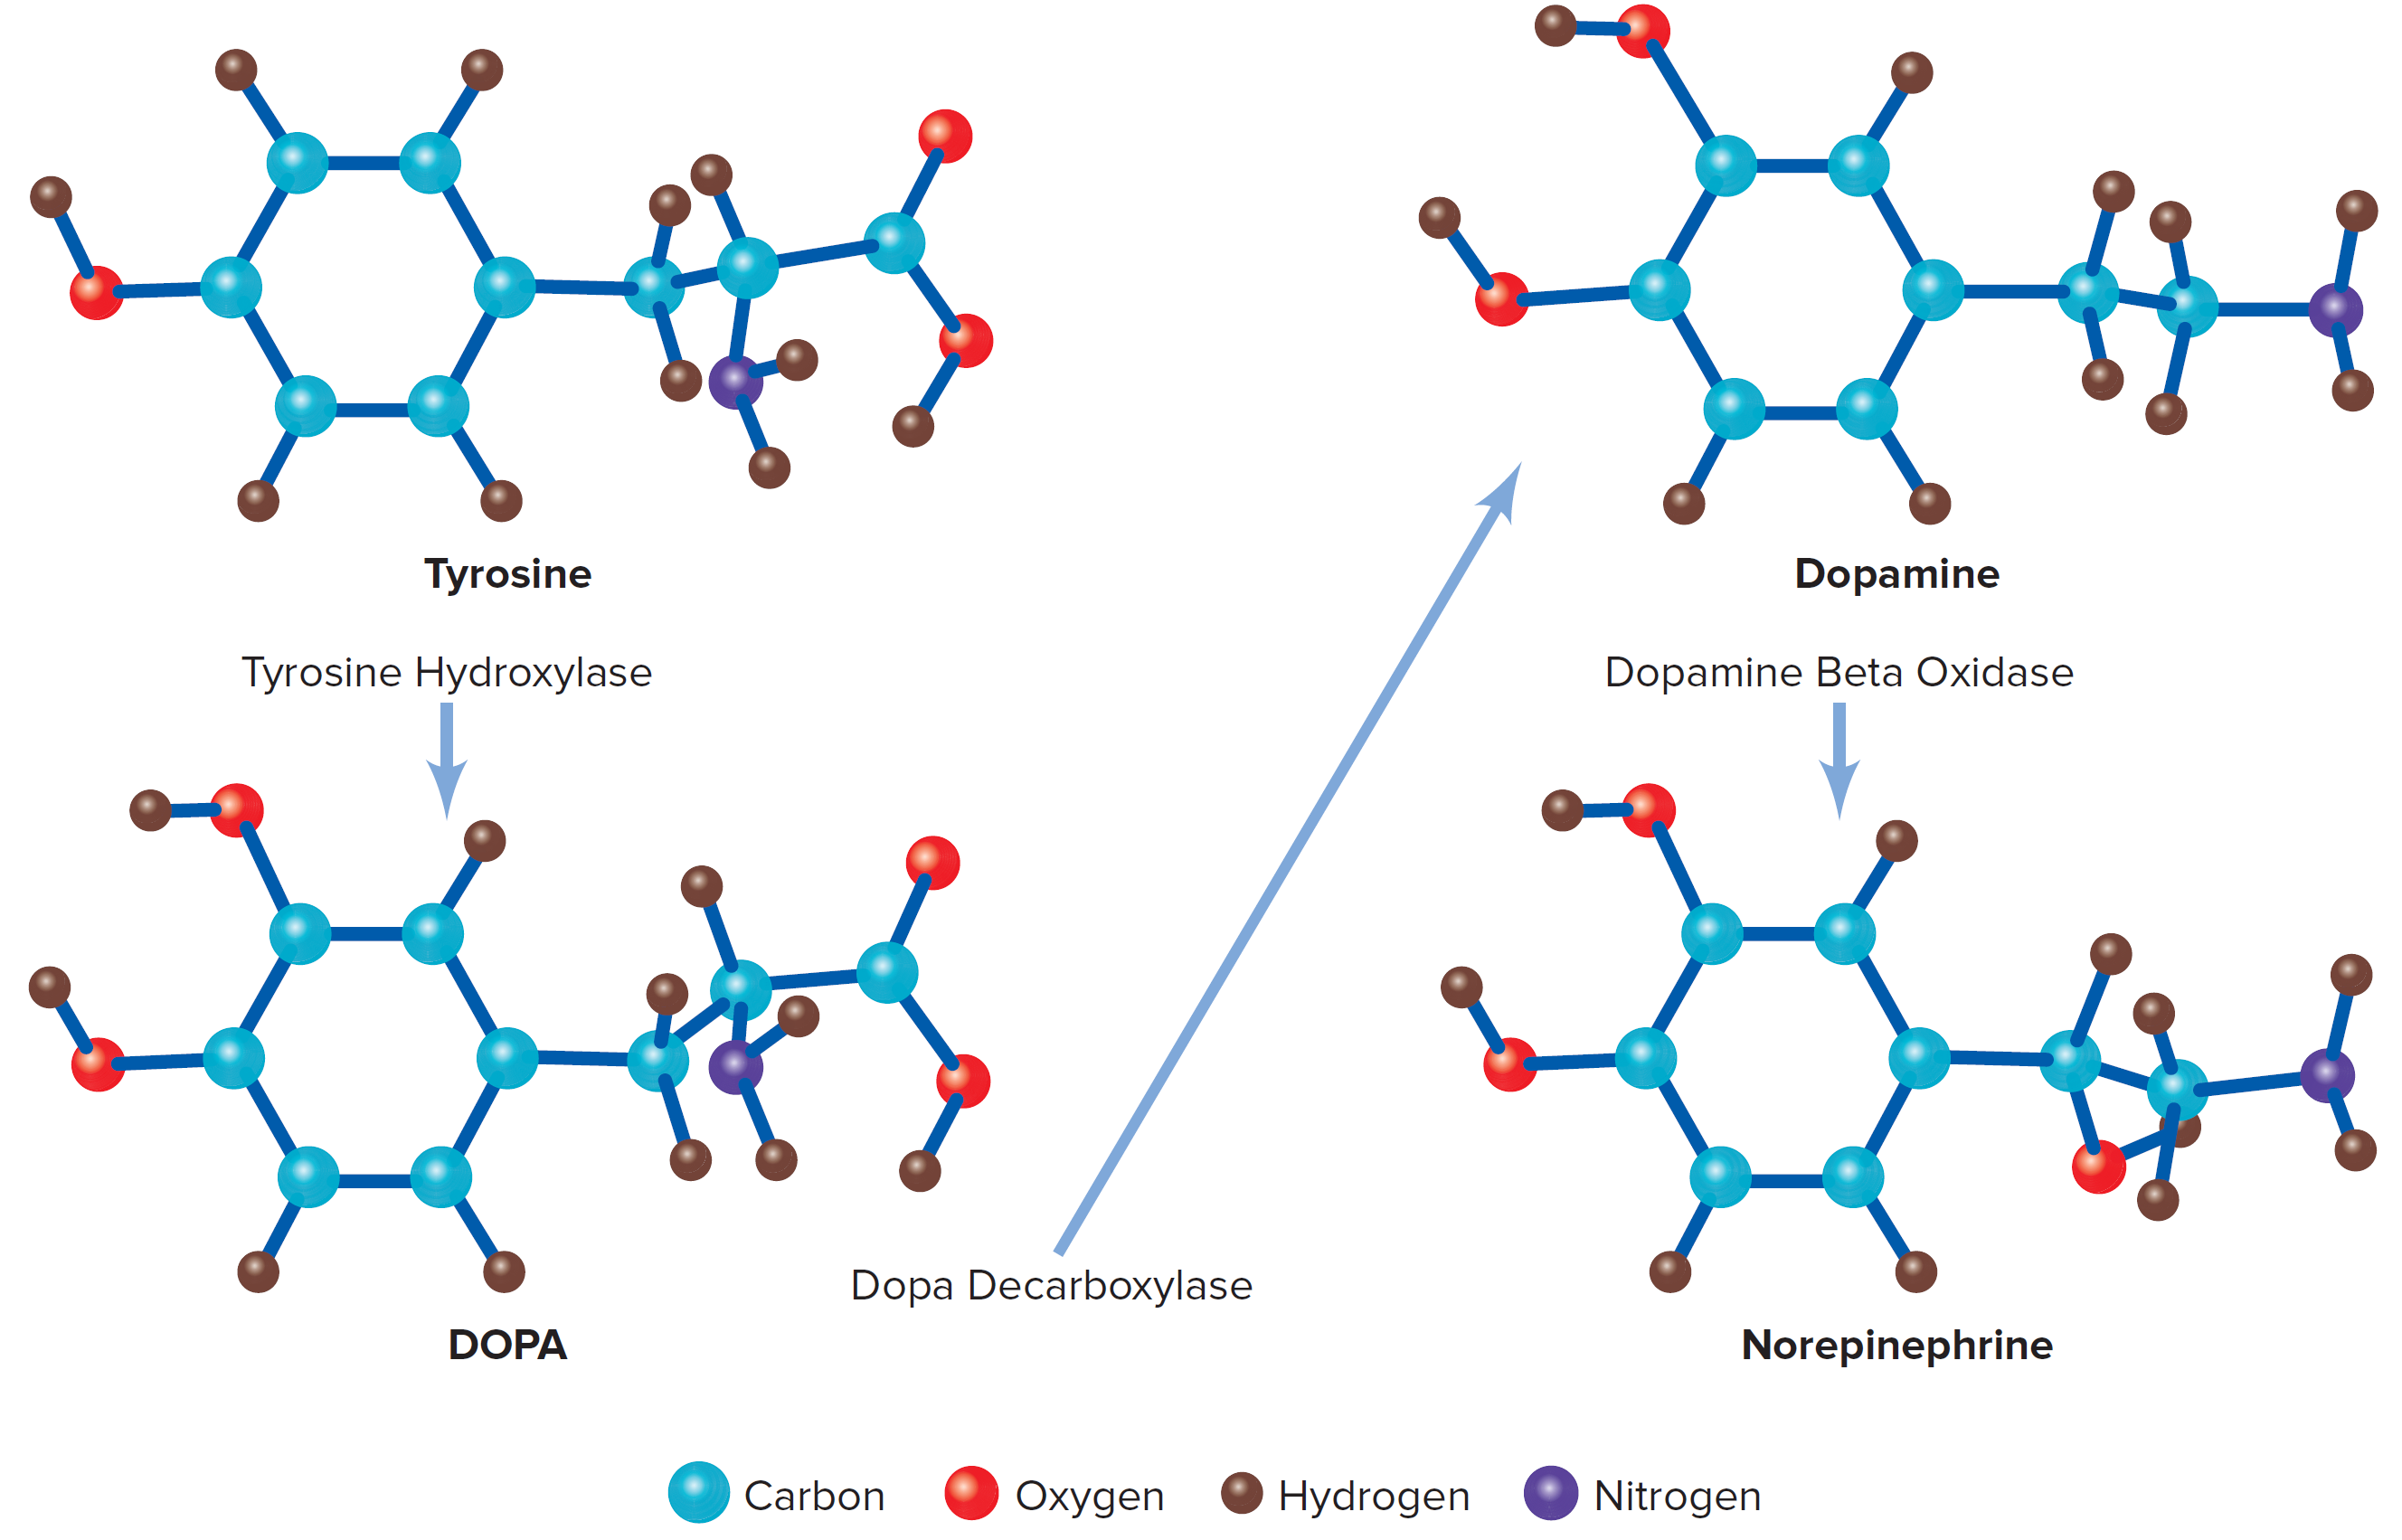 Tyrosine
Tyrosine Hydroxylase
DOPA
Dopa Decarboxylase
Dopamine
Dopamine Beta Oxidase
Norepinephrine
Carbon
Oxygen
Hydrogen
Nitrogen